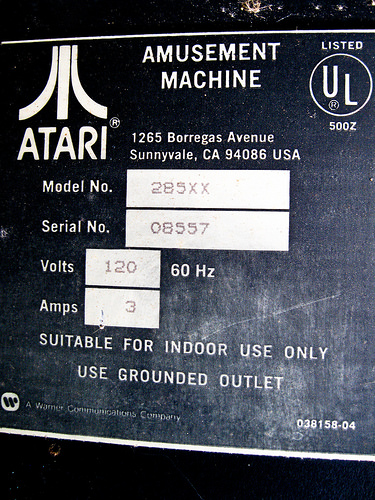 AMUSEMENT
MACHINE
LISTED
UL
®
500Z
ATARI®
1265 Borregas Avenue
Sunnyvale, CA 94086 USA
Model No. 285XX
Serial No. 08557
Volts 120 60 Hz
Amps 3
SUITABLE FOR INDOOR USE ONLY
USE GROUNDED OUTLET
W A Warner Communications Company
038158-04